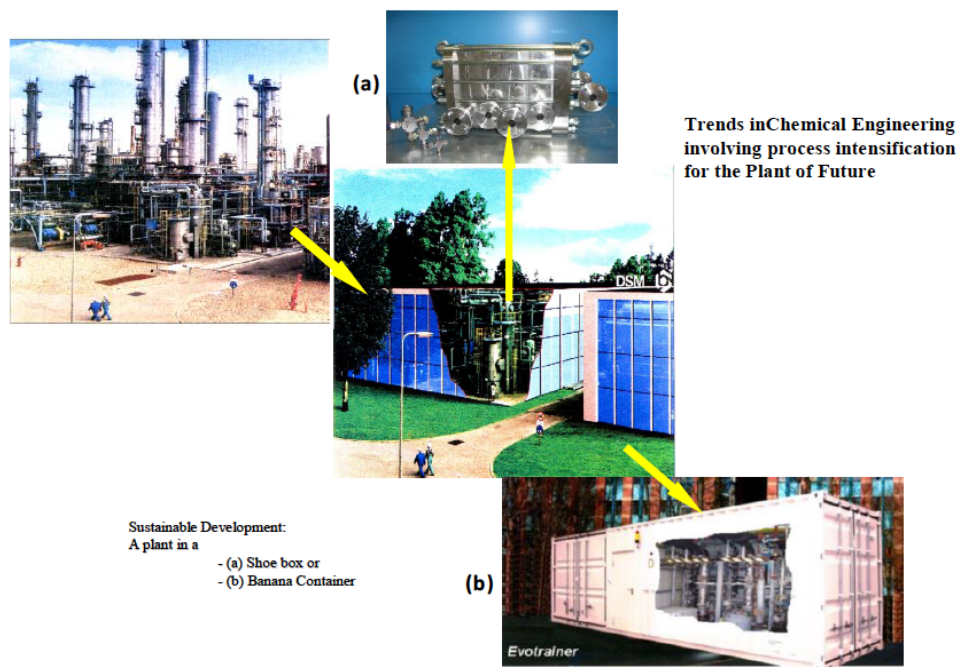 (a)
Trends inChemical Engineering
involving process intensification
for the Plant of Future
DSM
Sustainable Development:
A plant in a
- (a) Shoe box or
- (b) Banana Container
(b)
Evotrainer